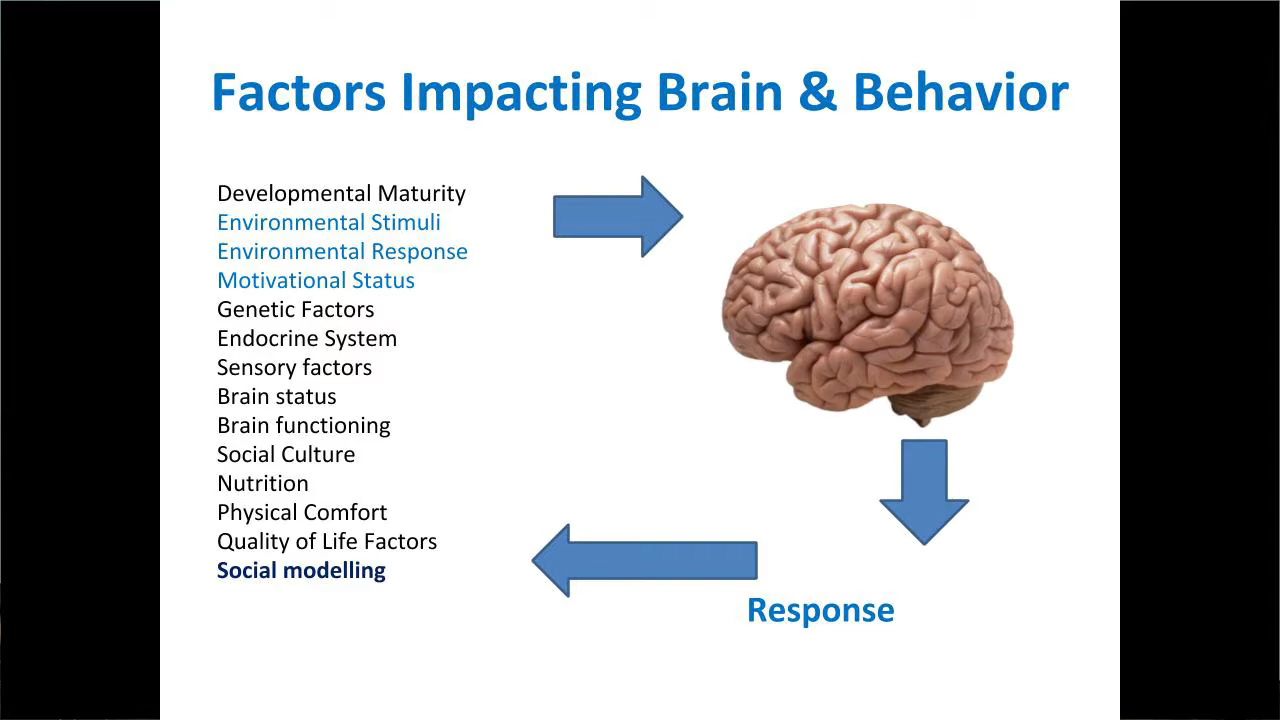 Factors Impacting Brain & Behavior
Developmental Maturity
Environmental Stimuli
Environmental Response
Motivational Status
Genetic Factors
Endocrine System
Sensory factors
Brain status
Brain functioning
Social Culture
Nutrition
Physical Comfort
Quality of Life Factors
Social modelling
Response